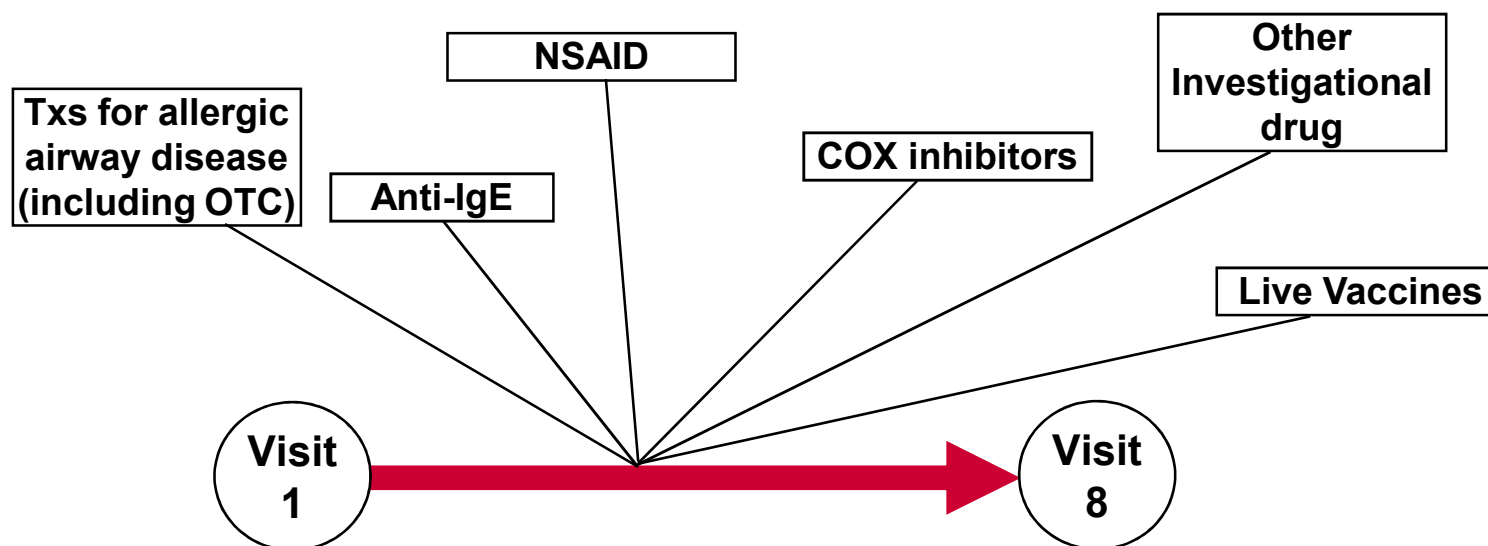 Txs for allergic
airway disease
(including OTC)
Anti-IgE
NSAID
COX inhibitors
Other
Investigational
drug
Live Vaccines
Visit
1
Visit
8